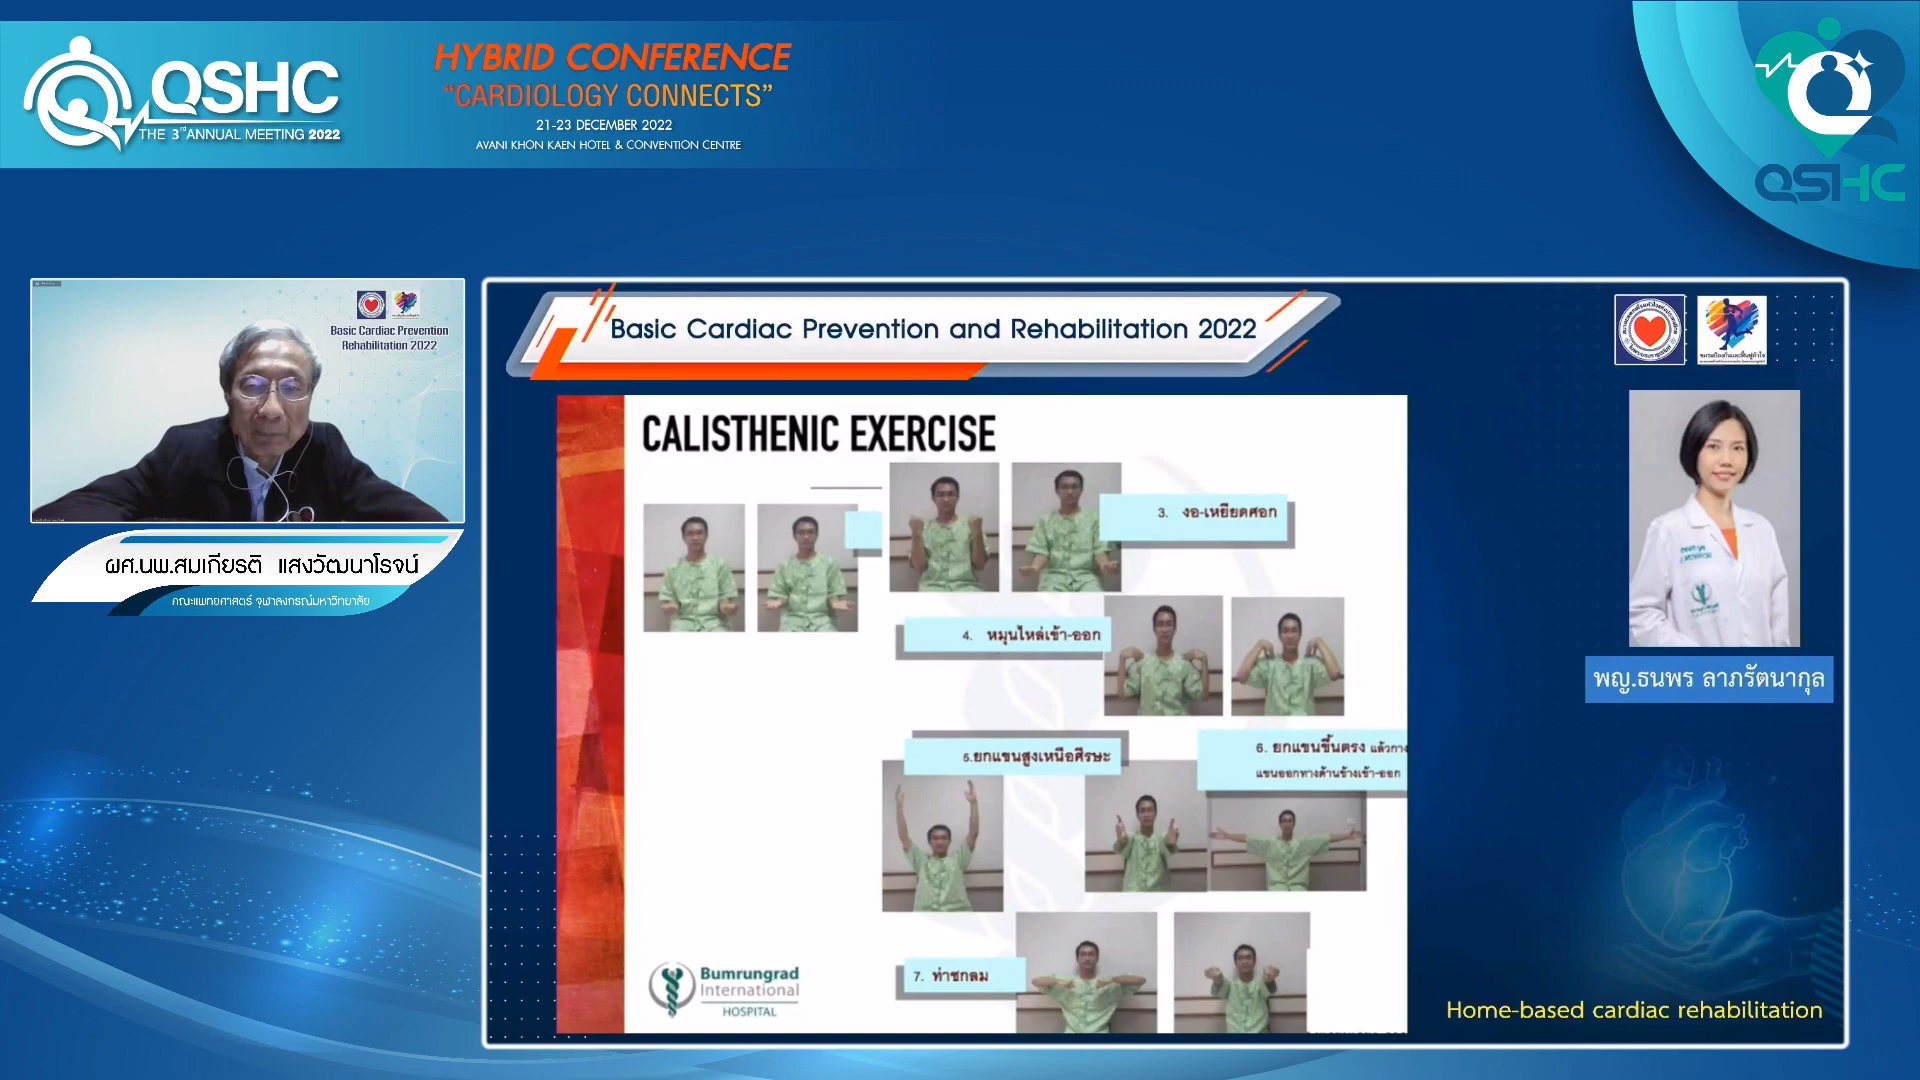 QSHC
THE 3rd ANNUAL MEETING 2022
HYBRID CONFERENCE
"CARDIOLOGY CONNECTS"
21-23 DECEMBER 2022
AVANI KHON KAEN HOTEL & CONVENTION CENTRE
QSHC
Basic Cardiac Prevention
Rehabilitation 2022
ผศ.นพ.สมเกียรติ แสงวัฒนาโรจน์
คณะแพทยศาสตร์ จุฬาลงกรณ์มหาวิทยาลัย
Basic Cardiac Prevention and Rehabilitation 2022
CALISTHENIC EXERCISE
3. งอ-เหยียดศอก
4. หมุนไหล่เข้า-ออก
5.ยกแขนสูงเหนือศีรษะ
6. ยกแขนขึ้นตรง แล้วกาง
แขนออกทางด้านข้างเข้า-ออก
7. ท่าชกลม
Bumrungrad
International
HOSPITAL
พญ.ธนพร ลาภรัตนากุล
Home-based cardiac rehabilitation